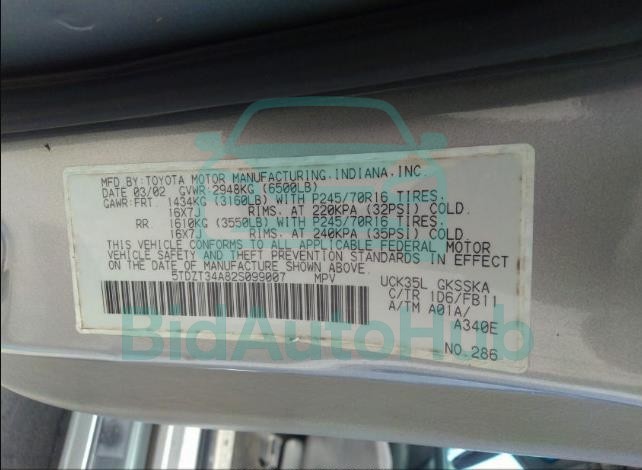 MFD.BY:TOYOTA MOTOR MANUFACTURING,INDIANA,INC.
DATE 03/02 GVWR:2948KG (6500LB)
GAWR:FRT. 1434KG (3160LB) WITH P245/70R16 TIRES.
16X7J RIMS. AT 220KPA (32PSI) COLD.
RR. 1610KG (3550LB) WITH P245/70R16 TIRES.
16X7J RIMS. AT 240KPA (35PSI) COLD.
THIS VEHICLE CONFORMS TO ALL APPLICABLE FEDERAL MOTOR
VEHICLE SAFETY AND THEFT PREVENTION STANDARDS IN EFFECT
ON THE DATE OF MANUFACTURE SHOWN ABOVE.
5TDZT34A82S099007 MPV UCK35L GKSSKA
C/TR 1D6/FB11
A/TM A01A/
A340E
NO.286
BidAutoHub